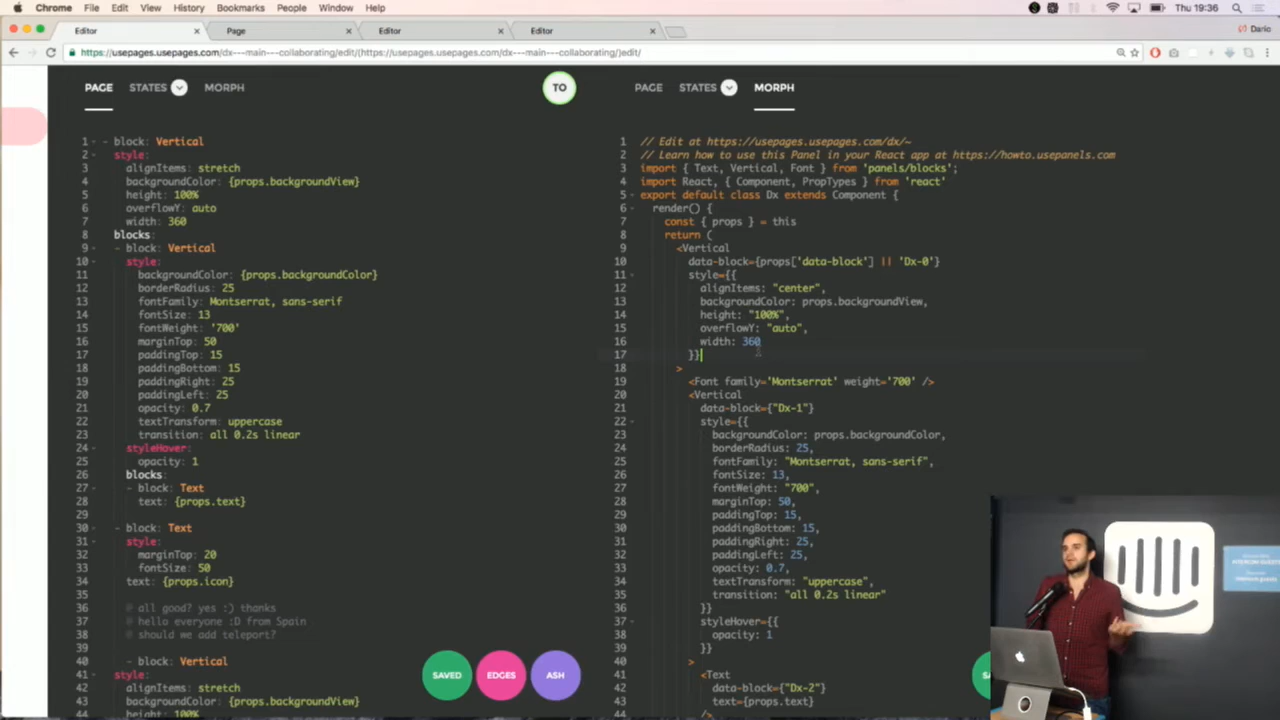 Chrome File Edit View History Bookmarks People Window Help Thu 19:36
Editor Page Editor Editor Dario
https://usepages.usepages.com/dx---main---collaborating/edit/(https://usepages.usepages.com/dx---main---collaborating/)edit/
PAGE STATES MORPH TO
1 - block: Vertical
2 style:
3 alignItems: stretch
4 backgroundColor: {props.backgroundView}
5 height: 100%
6 overflowY: auto
7 width: 360
8 blocks:
9 - block: Vertical
10 style:
11 backgroundColor: {props.backgroundColor}
12 borderRadius: 25
13 fontFamily: Montserrat, sans-serif
14 fontSize: 13
15 fontWeight: '700'
16 marginTop: 50
17 paddingTop: 15
18 paddingBottom: 15
19 paddingRight: 25
20 paddingLeft: 25
21 opacity: 0.7
22 textTransform: uppercase
23 transition: all 0.2s linear
24 styleHover:
25 opacity: 1
26 blocks:
27 - block: Text
28 text: {props.text}
29
30 - block: Text
31 style:
32 marginTop: 20
33 fontSize: 50
34 text: {props.icon}
35
36 # all good? yes :) thanks
37 # hello everyone :D from Spain
38 # should we add teleport?
39
40 - block: Vertical
41 style:
42 alignItems: stretch
43 backgroundColor: {props.backgroundView}
44 height: 100%
SAVED EDGES ASH
PAGE STATES MORPH
1 // Edit at https://usepages.usepages.com/dx/~
2 // Learn how to use this Panel in your React app at https://howto.usepanels.com
3 import { Text, Vertical, Font } from 'panels/blocks';
4 import React, { Component, PropTypes } from 'react'
5 export default class Dx extends Component {
6 render() {
7 const { props } = this
8 return (
9 <Vertical
10 data-block={props['data-block'] || 'Dx-0'}
11 style={{
12 alignItems: "center",
13 backgroundColor: props.backgroundView,
14 height: "100%",
15 overflowY: "auto",
16 width: 360
17 }}
18 >
19 <Font family='Montserrat' weight='700' />
20 <Vertical
21 data-block={"Dx-1"}
22 style={{
23 backgroundColor: props.backgroundColor,
24 borderRadius: 25,
25 fontFamily: "Montserrat, sans-serif",
26 fontSize: 13,
27 fontWeight: "700",
28 marginTop: 50,
29 paddingTop: 15,
30 paddingBottom: 15,
31 paddingRight: 25,
32 paddingLeft: 25,
33 opacity: 0.7,
34 textTransform: "uppercase",
35 transition: "all 0.2s linear"
36 }}
37 styleHover={{
38 opacity: 1
39 }}
40 >
41 <Text
42 data-block={"Dx-2"}
43 text={props.text}
44 />